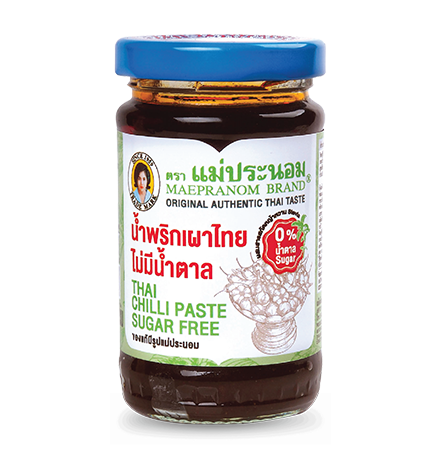 SINCE 1959
TRADE MARK
ตรา แม่ประนอม
MAEPRANOM BRAND®
ORIGINAL AUTHENTIC THAI TASTE
น้ำพริกเผาไทย
ไม่มีน้ำตาล
0%
น้ำตาล
Sugar
THAI
CHILLI PASTE
SUGAR FREE
ของแท้มีรูปแม่ประนอม